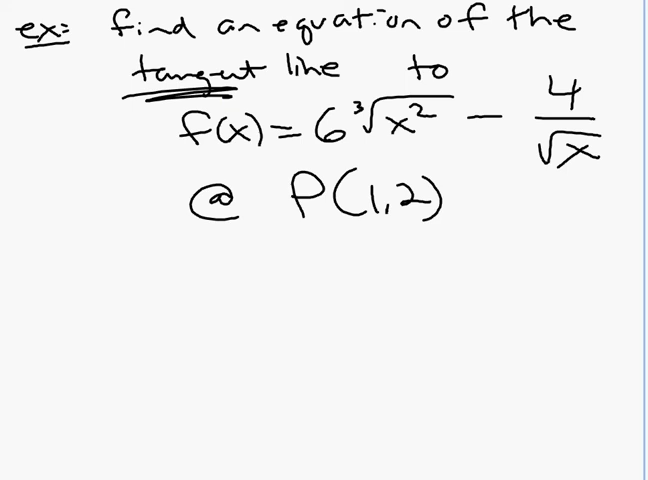 ex: find an equation of the
tangent line to
f(x) = 6∛x² - 4/√x
@ P(1,2)